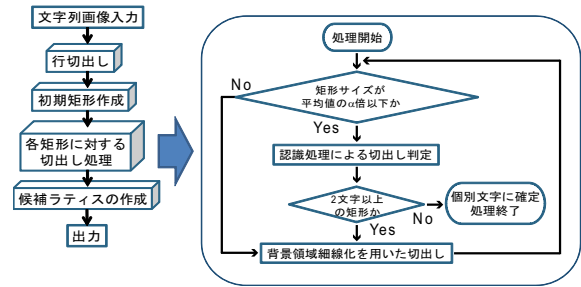 文字列画像入力
行切出し
初期矩形作成
各矩形に対する
切出し処理
候補ラティスの作成
出力
処理開始
No
矩形サイズが
平均値のα倍以下か
Yes
認識処理による切出し判定
2文字以上
の矩形か
No
個別文字に確定
処理終了
Yes
背景領域細線化を用いた切出し